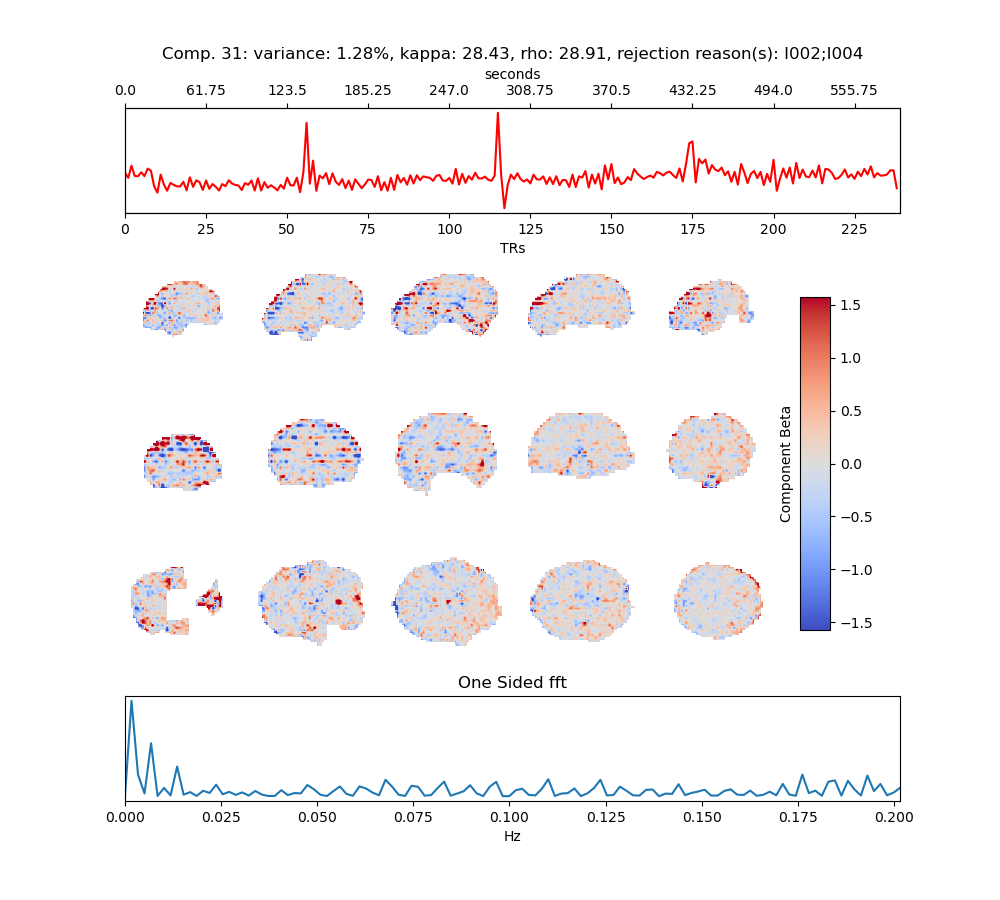 Comp. 31: variance: 1.28%, kappa: 28.43, rho: 28.91, rejection reason(s): I002;I004
seconds
0.0 61.75 123.5 185.25 247.0 308.75 370.5 432.25 494.0 555.75
0 25 50 75 100 125 150 175 200 225
TRs
1.5
1.0
0.5
0.0
−0.5
−1.0
−1.5
Component Beta
One Sided fft
0.000 0.025 0.050 0.075 0.100 0.125 0.150 0.175 0.200
Hz